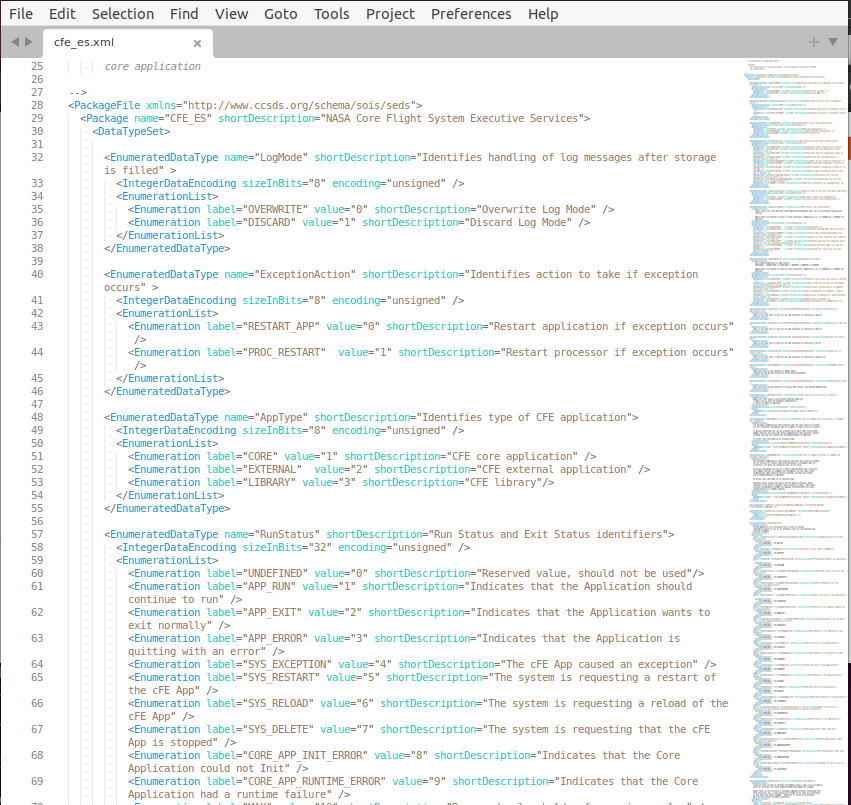 File Edit Selection Find View Goto Tools Project Preferences Help
cfe_es.xml ×
25 core application
26
27 -->
28 <PackageFile xmlns="http://www.ccsds.org/schema/sois/seds">
29 <Package name="CFE_ES" shortDescription="NASA Core Flight System Executive Services">
30 <DataTypeSet>
31
32 <EnumeratedDataType name="LogMode" shortDescription="Identifies handling of log messages after storage
is filled" >
33 <IntegerDataEncoding sizeInBits="8" encoding="unsigned" />
34 <EnumerationList>
35 <Enumeration label="OVERWRITE" value="0" shortDescription="Overwrite Log Mode" />
36 <Enumeration label="DISCARD" value="1" shortDescription="Discard Log Mode" />
37 </EnumerationList>
38 </EnumeratedDataType>
39
40 <EnumeratedDataType name="ExceptionAction" shortDescription="Identifies action to take if exception
occurs" >
41 <IntegerDataEncoding sizeInBits="8" encoding="unsigned" />
42 <EnumerationList>
43 <Enumeration label="RESTART_APP" value="0" shortDescription="Restart application if exception occurs"
/>
44 <Enumeration label="PROC_RESTART"  value="1" shortDescription="Restart processor if exception occurs"
/>
45 </EnumerationList>
46 </EnumeratedDataType>
47
48 <EnumeratedDataType name="AppType" shortDescription="Identifies type of CFE application">
49 <IntegerDataEncoding sizeInBits="8" encoding="unsigned" />
50 <EnumerationList>
51 <Enumeration label="CORE" value="1" shortDescription="CFE core application" />
52 <Enumeration label="EXTERNAL"  value="2" shortDescription="CFE external application" />
53 <Enumeration label="LIBRARY" value="3" shortDescription="CFE library"/>
54 </EnumerationList>
55 </EnumeratedDataType>
56
57 <EnumeratedDataType name="RunStatus" shortDescription="Run Status and Exit Status identifiers">
58 <IntegerDataEncoding sizeInBits="32" encoding="unsigned" />
59 <EnumerationList>
60 <Enumeration label="UNDEFINED" value="0" shortDescription="Reserved value, should not be used"/>
61 <Enumeration label="APP_RUN" value="1" shortDescription="Indicates that the Application should
continue to run" />
62 <Enumeration label="APP_EXIT" value="2" shortDescription="Indicates that the Application wants to
exit normally" />
63 <Enumeration label="APP_ERROR" value="3" shortDescription="Indicates that the Application is
quitting with an error" />
64 <Enumeration label="SYS_EXCEPTION" value="4" shortDescription="The cFE App caused an exception" />
65 <Enumeration label="SYS_RESTART" value="5" shortDescription="The system is requesting a restart of
the cFE App" />
66 <Enumeration label="SYS_RELOAD" value="6" shortDescription="The system is requesting a reload of the
cFE App" />
67 <Enumeration label="SYS_DELETE" value="7" shortDescription="The system is requesting that the cFE
App is stopped" />
68 <Enumeration label="CORE_APP_INIT_ERROR" value="8" shortDescription="Indicates that the Core
Application could not Init" />
69 <Enumeration label="CORE_APP_RUNTIME_ERROR" value="9" shortDescription="Indicates that the Core
Application had a runtime failure" />